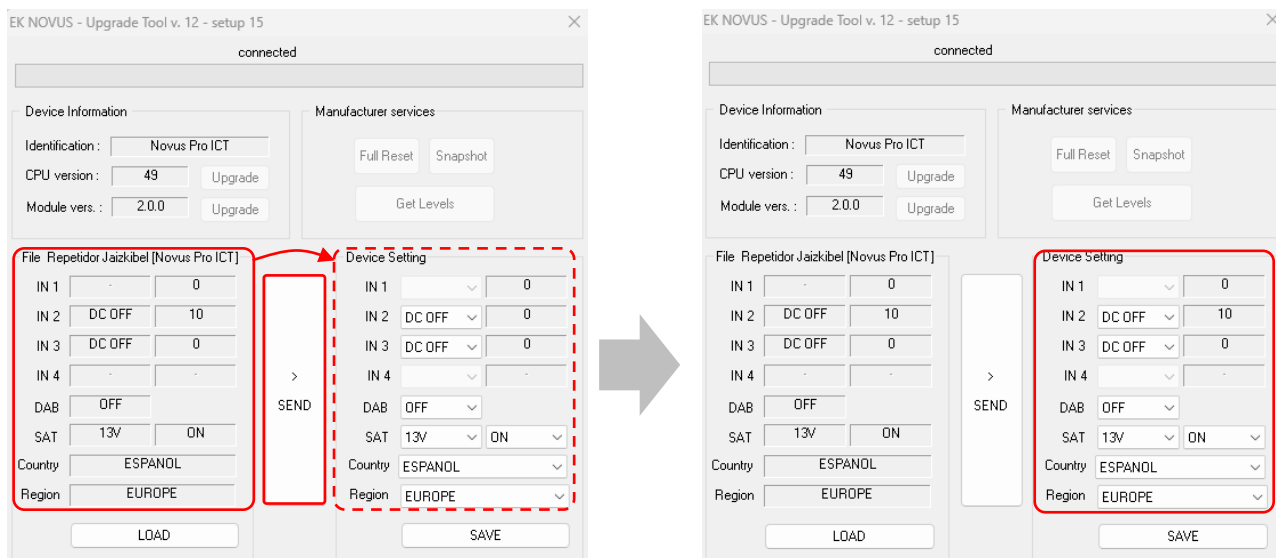 EK NOVUS - Upgrade Tool v. 12 - setup 15
connected
Device Information
Identification : Novus Pro ICT
CPU version : 49 Upgrade
Module vers. : 2.0.0 Upgrade
Manufacturer services
Full Reset Snapshot
Get Levels
File Repetidor Jaizkibel [Novus Pro ICT]
IN 1 - 0
IN 2 DC OFF 10
IN 3 DC OFF 0
IN 4 - -
DAB OFF
SAT 13V ON
Country ESPANOL
Region EUROPE
LOAD
>
SEND
Device Setting
IN 1 0
IN 2 DC OFF 0
IN 3 DC OFF 0
IN 4 -
DAB OFF
SAT 13V ON
Country ESPANOL
Region EUROPE
SAVE
EK NOVUS - Upgrade Tool v. 12 - setup 15
connected
Device Information
Identification : Novus Pro ICT
CPU version : 49 Upgrade
Module vers. : 2.0.0 Upgrade
Manufacturer services
Full Reset Snapshot
Get Levels
File Repetidor Jaizkibel [Novus Pro ICT]
IN 1 - 0
IN 2 DC OFF 10
IN 3 DC OFF 0
IN 4 - -
DAB OFF
SAT 13V ON
Country ESPANOL
Region EUROPE
LOAD
>
SEND
Device Setting
IN 1 0
IN 2 DC OFF 10
IN 3 DC OFF 0
IN 4 -
DAB OFF
SAT 13V ON
Country ESPANOL
Region EUROPE
SAVE